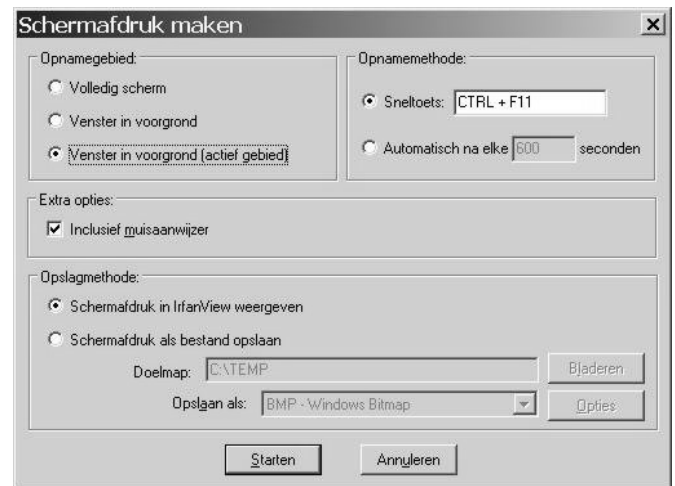 Schermafdruk maken
Opnamegebied:
Volledig scherm
Venster in voorgrond
Venster in voorgrond (actief gebied)
Opnamemethode:
Sneltoets: CTRL + F11
Automatisch na elke 600 seconden
Extra opties:
Inclusief muisaanwijzer
Opslagmethode:
Schermafdruk in IrfanView weergeven
Schermafdruk als bestand opslaan
Doelmap: C:\TEMP Bladeren
Opslaan als: BMP - Windows Bitmap Opties
Starten Annuleren